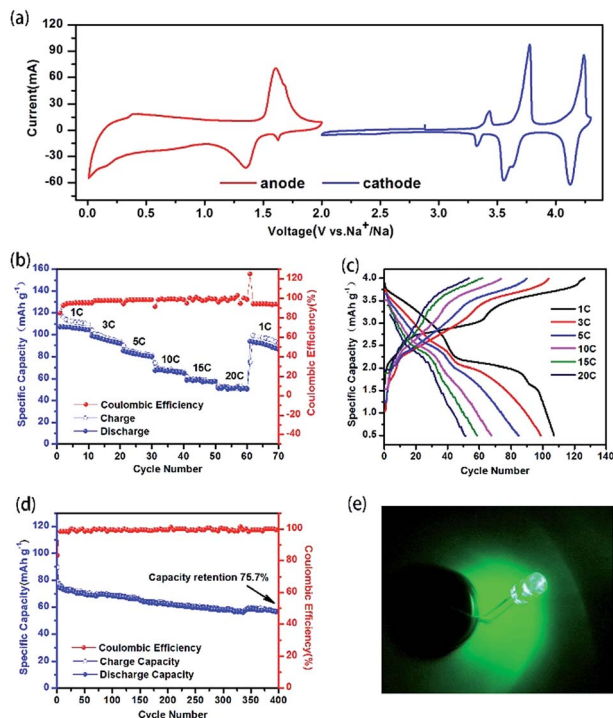 (a)
120
90
60
30
0
-30
-60
Current(mA)
anode
cathode
0.0 0.5 1.0 1.5 2.0 2.5 3.0 3.5 4.0
Voltage(V vs.Na+/Na)
(b)
160
140
120
100
80
60
40
20
0
Specific Capacity (mAh g-1)
1C
3C
5C
10C
15C
20C
1C
Coulombic Efficiency
Charge
Discharge
120
100
80
60
40
20
0
-20
-40
Coulombic Efficiency(%)
0 10 20 30 40 50 60 70
Cycle Number
(c)
4.0
3.5
3.0
2.5
2.0
1.5
1.0
0.5
1C
3C
5C
10C
15C
20C
0 20 40 60 80 100 120 140
Cycle Number
(d)
120
100
80
60
40
20
0
Specific Capacity(mAh g-1)
Capacity retention 75.7%
Coulombic Efficiency
Charge Capacity
Discharge Capacity
100
80
60
40
20
0
Coulombic Efficiency(%)
0 50 100 150 200 250 300 350 400
Cycle Number
(e)